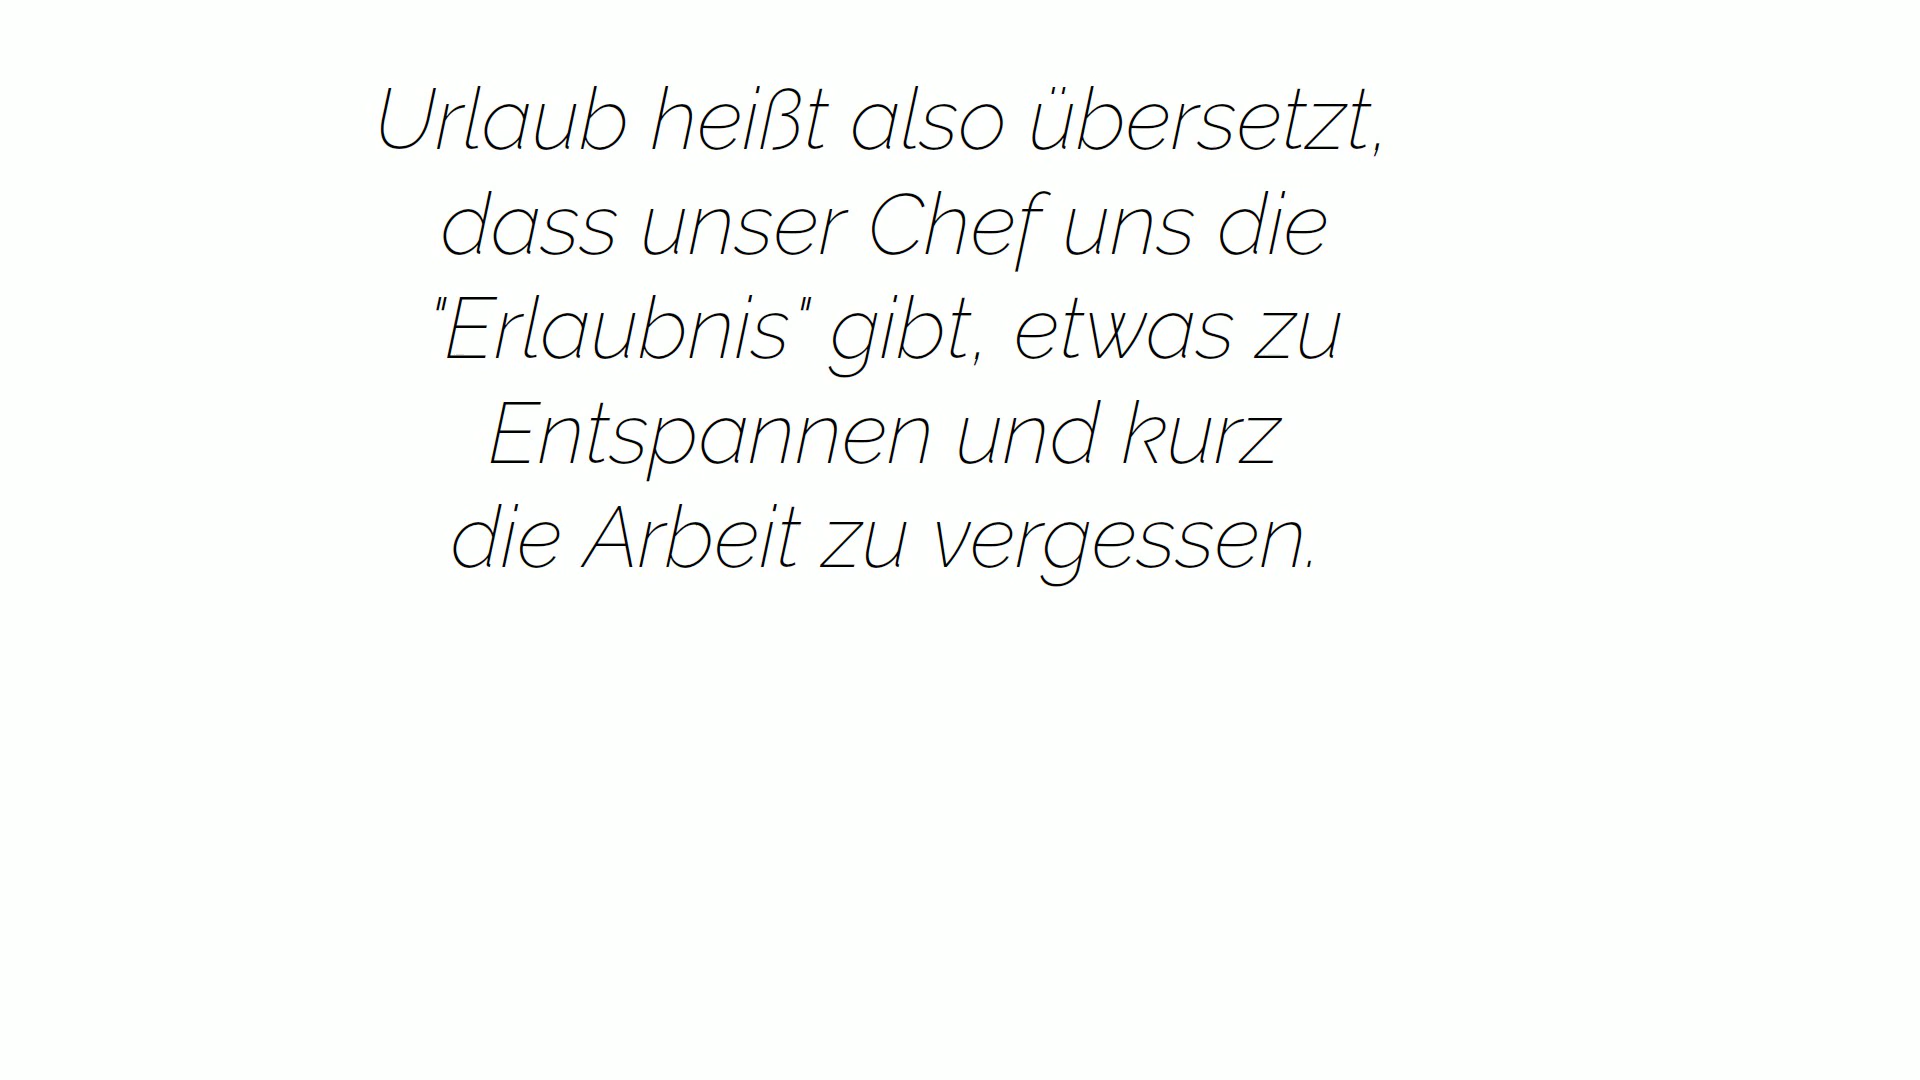 Urlaub heißt also übersetzt,
dass unser Chef uns die
"Erlaubnis" gibt, etwas zu
Entspannen und kurz
die Arbeit zu vergessen.